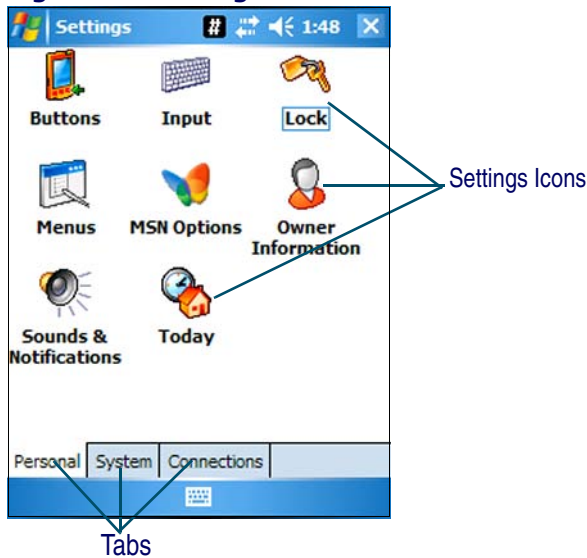 Settings # 1:48
Buttons Input Lock
Settings Icons
Menus MSN Options Owner
Information
Sounds & Today
Notifications
Personal System Connections
Tabs